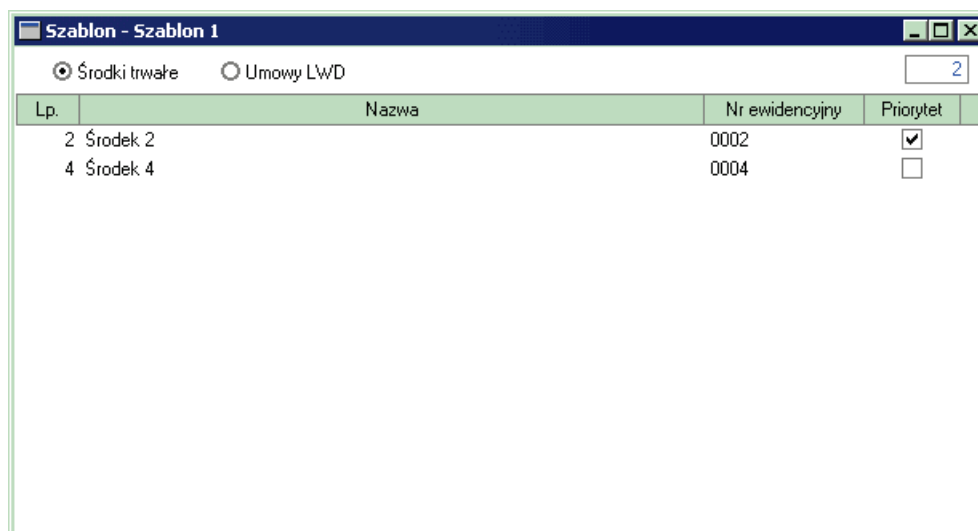 Szablon - Szablon 1
Środki trwałe Umowy LWD 2
Lp. Nazwa Nr ewidencyjny Priorytet
2 Środek 2 0002
4 Środek 4 0004